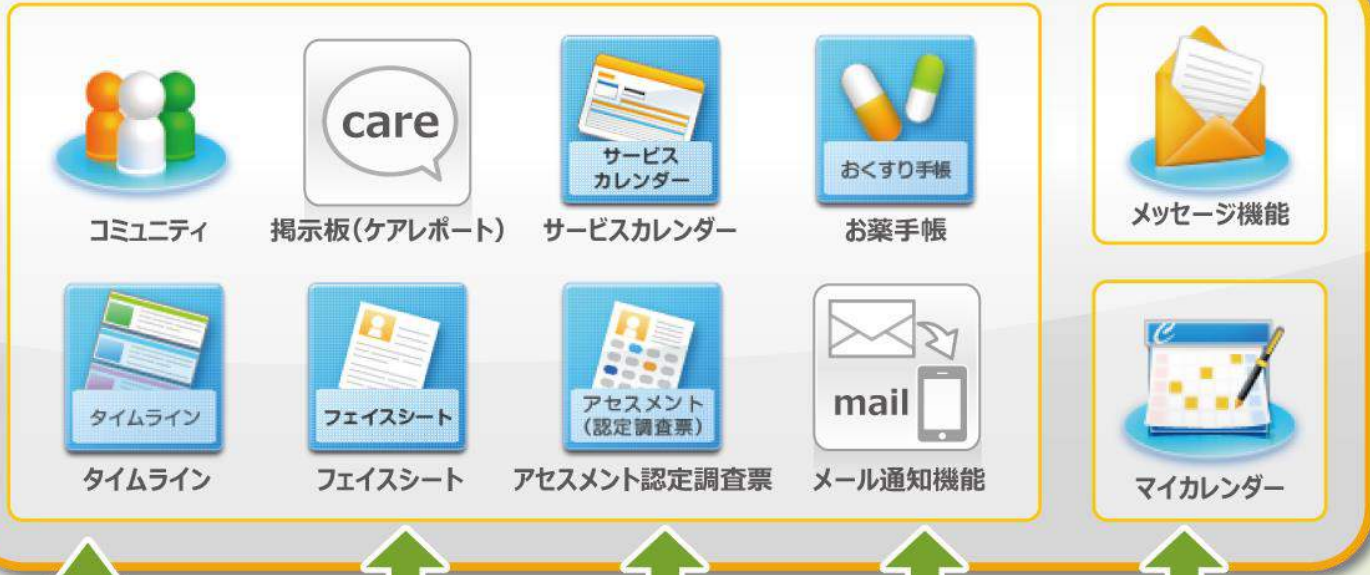 care
サービス
カレンダー
おくすり手帳
コミュニティ
掲示板(ケアレポート)
サービスカレンダー
お薬手帳
メッセージ機能
タイムライン
フェイスシート
アセスメント
(認定調査票)
mail
タイムライン
フェイスシート
アセスメント認定調査票
メール通知機能
マイカレンダー